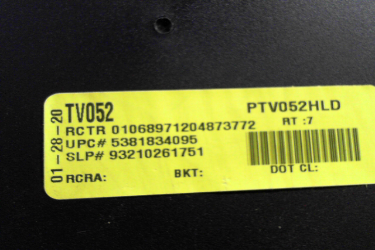 01-28-20
TV052 PTV052HLD
RCTR 01068971204873772 RT :7
UPC# 5381834095
SLP# 93210261751
RCRA: BKT: DOT CL: